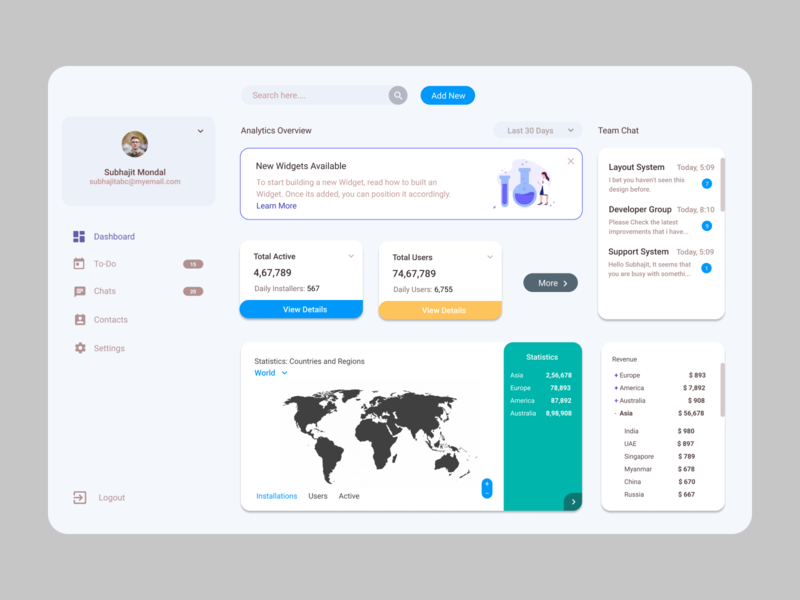 Search here....
Add New
Subhajit Mondal
subhajitabc@myemail.com
Dashboard
To-Do 15
Chats 20
Contacts
Settings
Logout
Analytics Overview
Last 30 Days
New Widgets Available
To start building a new Widget, read how to built an
Widget. Once its added, you can position it accordingly.
Learn More
Total Active
4,67,789
Daily Installers: 567
View Details
Total Users
74,67,789
Daily Users: 6,755
View Details
More
Statistics: Countries and Regions
World
Installations Users Active
+
-
Statistics
Asia 2,56,678
Europe 78,893
America 87,892
Australia 8,98,908
Team Chat
Layout System Today, 5:09
I bet you haven't seen this
design before.
Developer Group Today, 8:10
Please Check the latest
improvements that i have...
Support System Today, 5:09
Hello Subhajit, It seems that
you are busy with somethi...
1
Revenue
+Europe $ 893
+America $ 7,892
+Australia $ 908
- Asia $ 56,678
India $ 980
UAE $ 897
Singapore $ 789
Myanmar $ 678
China $ 670
Russia $ 667